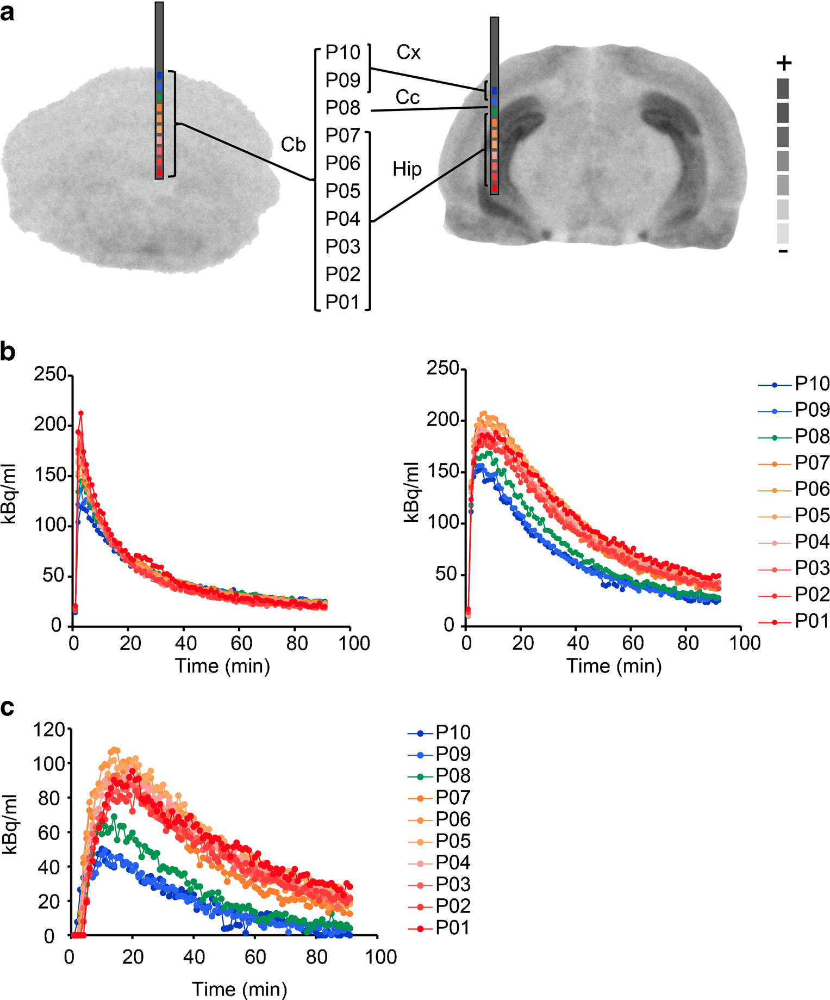 a
P10
P09
P08
P07
P06
P05
P04
P03
P02
P01
Cb
Cx
Cc
Hip
+
-
b
250
200
150
100
50
0
kBq/ml
0 20 40 60 80 100
Time (min)
250
200
150
100
50
0
kBq/ml
0 20 40 60 80 100
Time (min)
P10
P09
P08
P07
P06
P05
P04
P03
P02
P01
c
120
100
80
60
40
20
0
kBq/ml
0 20 40 60 80 100
Time (min)
P10
P09
P08
P07
P06
P05
P04
P03
P02
P01